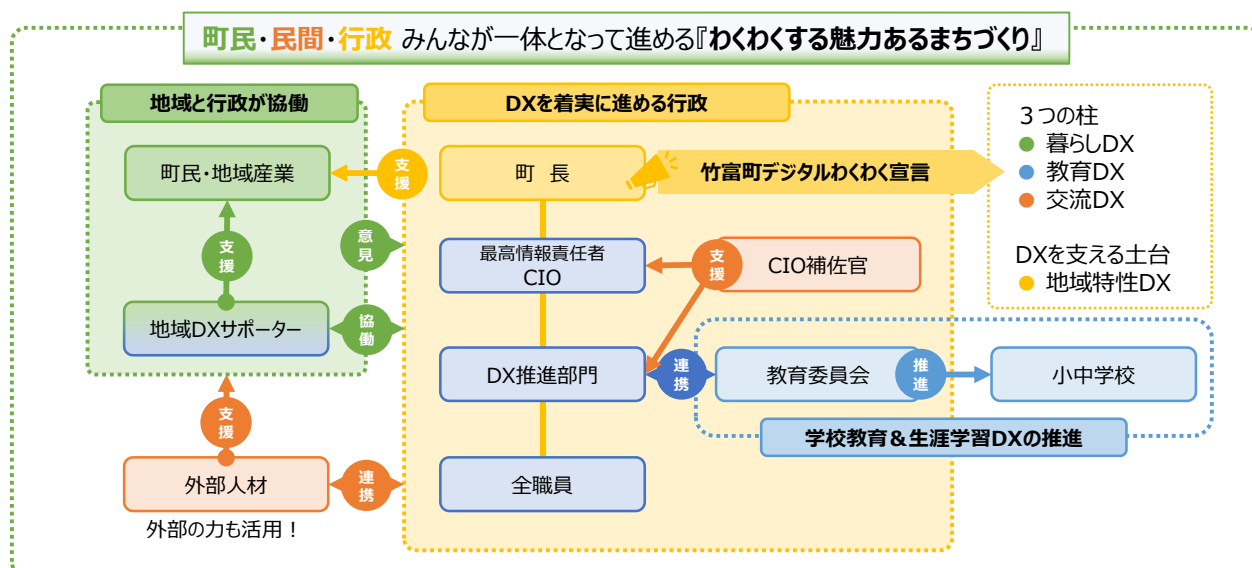 町民・民間・行政 みんなが一体となって進める『わくわくする魅力あるまちづくり』
地域と行政が協働
DXを着実に進める行政
3つの柱
暮らしDX
教育DX
交流DX
DXを支える土台
地域特性DX
町民・地域産業
支援
町 長
竹富町デジタルわくわく宣言
支援
意見
最高情報責任者
CIO
支援
CIO補佐官
地域DXサポーター
協働
DX推進部門
連携
教育委員会
推進
小中学校
学校教育&生涯学習DXの推進
支援
外部人材
連携
全職員
外部の力も活用!